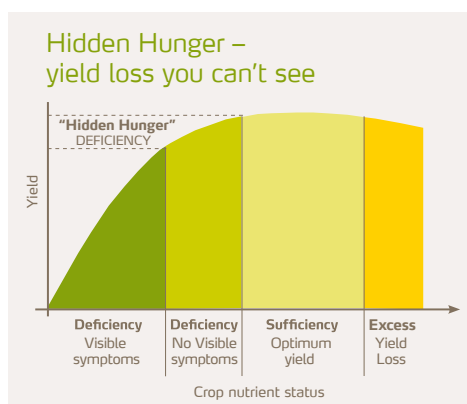 Hidden Hunger –
yield loss you can't see
"Hidden Hunger"
DEFICIENCY
Yield
Deficiency
Visible
symptoms
Deficiency
No Visible
symptoms
Sufficiency
Optimum
yield
Excess
Yield
Loss
Crop nutrient status